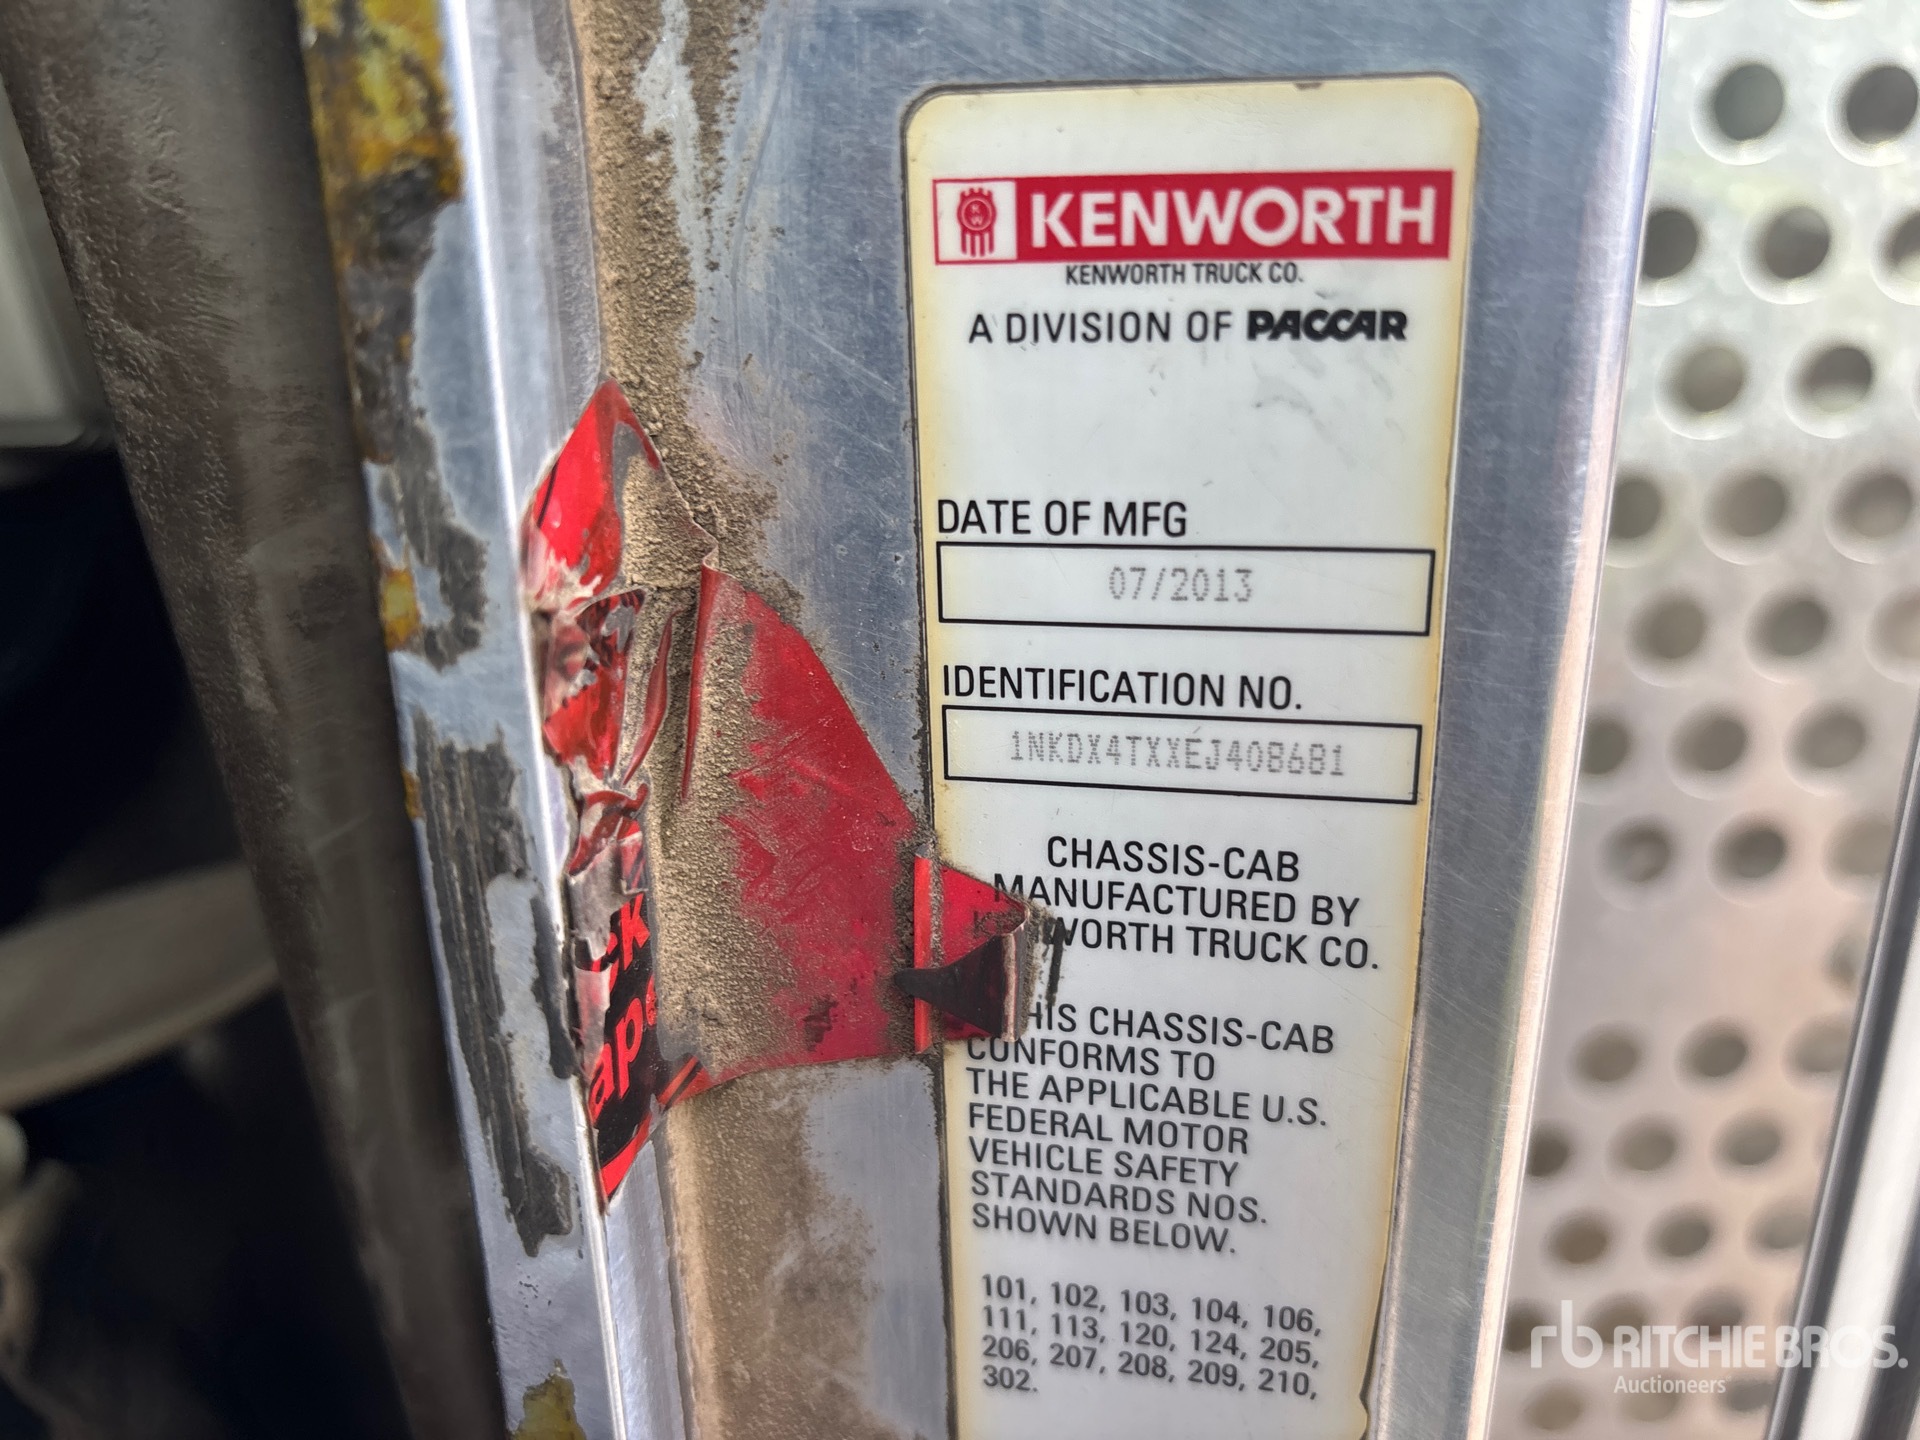 KW
KENWORTH
KENWORTH TRUCK CO.
A DIVISION OF PACCAR
DATE OF MFG
07/2013
IDENTIFICATION NO.
1NKDX4TXXEJ408681
CHASSIS-CAB
MANUFACTURED BY
WORTH TRUCK CO.
HIS CHASSIS-CAB
CONFORMS TO
THE APPLICABLE U.S.
FEDERAL MOTOR
VEHICLE SAFETY
STANDARDS NOS.
SHOWN BELOW.
101, 102, 103, 104, 106,
111, 113, 120, 124, 205,
206, 207, 208, 209, 210,
302.
rb RITCHIE BROS.
Auctioneers